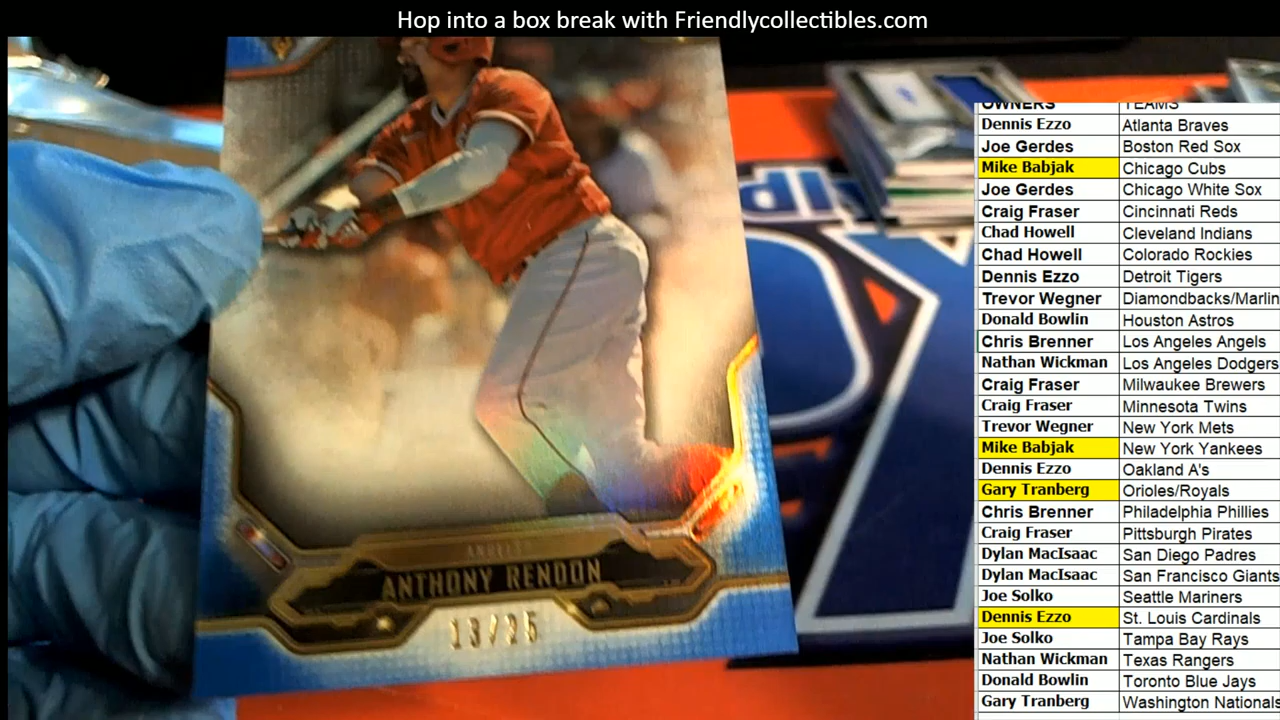 Hop into a box break with Friendlycollectibles.com
ANGELS
ANTHONY RENDON
13/25
OWNERS TEAMS
Dennis Ezzo Atlanta Braves
Joe Gerdes Boston Red Sox
Mike Babjak Chicago Cubs
Joe Gerdes Chicago White Sox
Craig Fraser Cincinnati Reds
Chad Howell Cleveland Indians
Chad Howell Colorado Rockies
Dennis Ezzo Detroit Tigers
Trevor Wegner Diamondbacks/Marlin
Donald Bowlin Houston Astros
Chris Brenner Los Angeles Angels
Nathan Wickman Los Angeles Dodgers
Craig Fraser Milwaukee Brewers
Craig Fraser Minnesota Twins
Trevor Wegner New York Mets
Mike Babjak New York Yankees
Dennis Ezzo Oakland A's
Gary Tranberg Orioles/Royals
Chris Brenner Philadelphia Phillies
Craig Fraser Pittsburgh Pirates
Dylan MacIsaac San Diego Padres
Dylan MacIsaac San Francisco Giants
Joe Solko Seattle Mariners
Dennis Ezzo St. Louis Cardinals
Joe Solko Tampa Bay Rays
Nathan Wickman Texas Rangers
Donald Bowlin Toronto Blue Jays
Gary Tranberg Washington Nationals